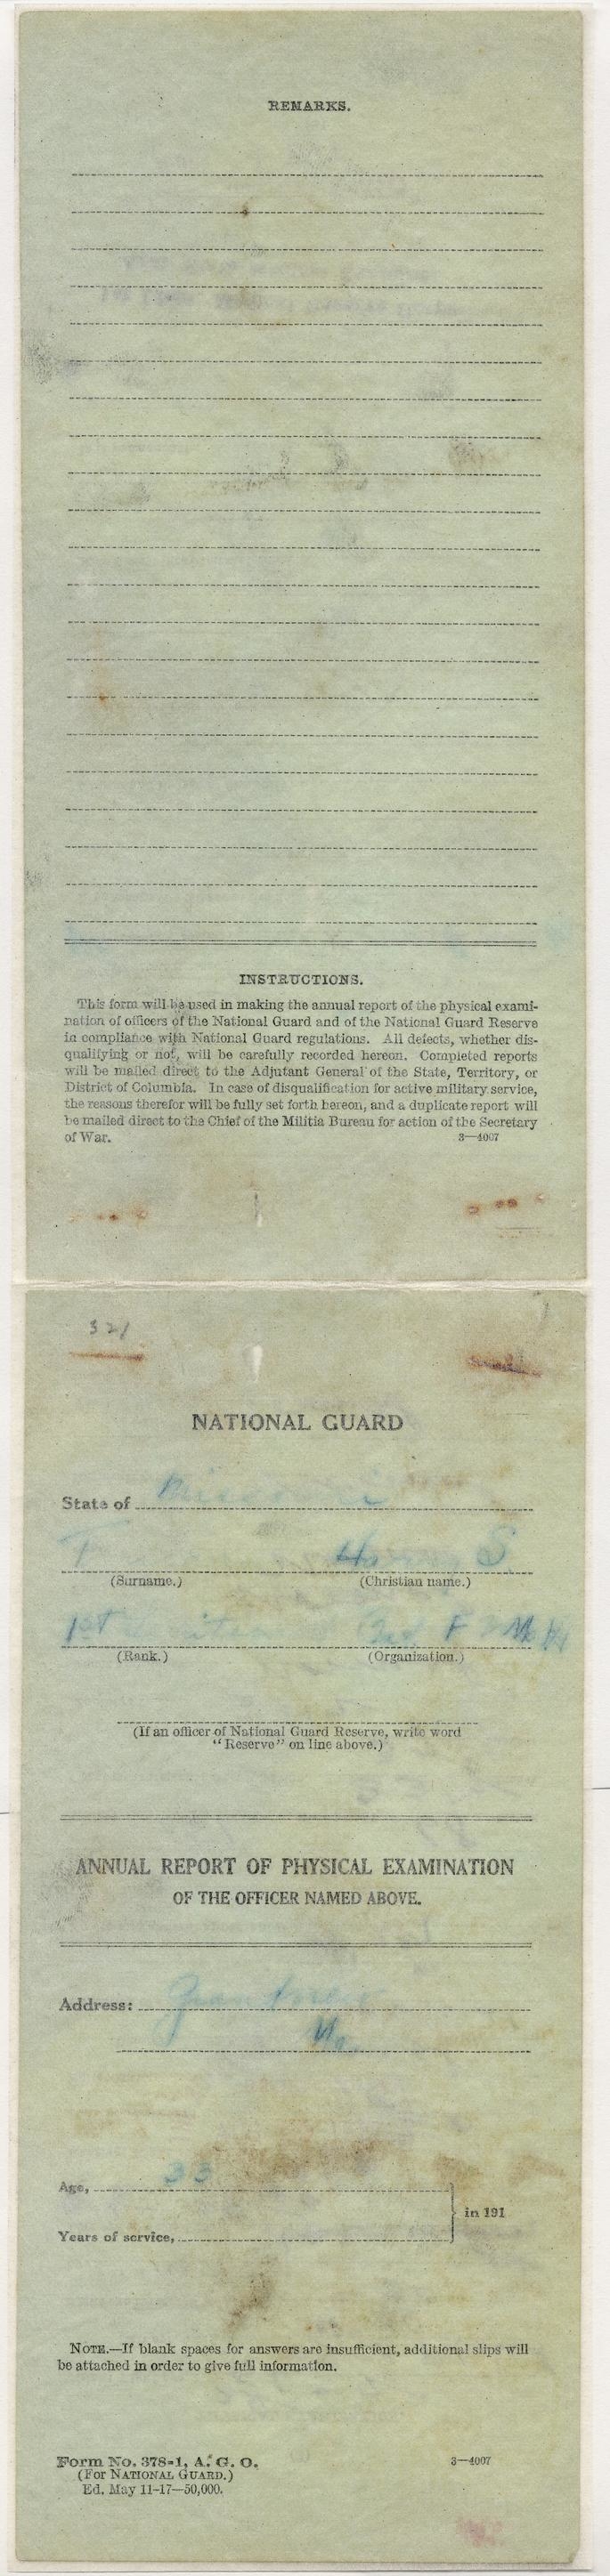 REMARKS.
INSTRUCTIONS.
This form will be used in making the annual report of the physical exami-
nation of officers of the National Guard and of the National Guard Reserve
in compliance with National Guard regulations. All defects, whether dis-
qualifying or not, will be carefully recorded hereon. Completed reports
will be mailed direct to the Adjutant General of the State, Territory, or
District of Columbia. In case of disqualification for active military service,
the reasons therefor will be fully set forth hereon, and a duplicate report will
be mailed direct to the Chief of the Militia Bureau for action of the Secretary
of War. 3—4007
321
NATIONAL GUARD
State of
S
(Surname.) (Christian name.)
1st F
(Rank.) (Organization.)
(If an officer of National Guard Reserve, write word
“Reserve” on line above.)
ANNUAL REPORT OF PHYSICAL EXAMINATION
OF THE OFFICER NAMED ABOVE.
Address:
Mo.
Age, 33
in 191
Years of service,
NOTE.—If blank spaces for answers are insufficient, additional slips will
be attached in order to give full information.
Form No. 378-1, A. G. O. 3—4007
(For NATIONAL GUARD.)
Ed. May 11-17—50,000.